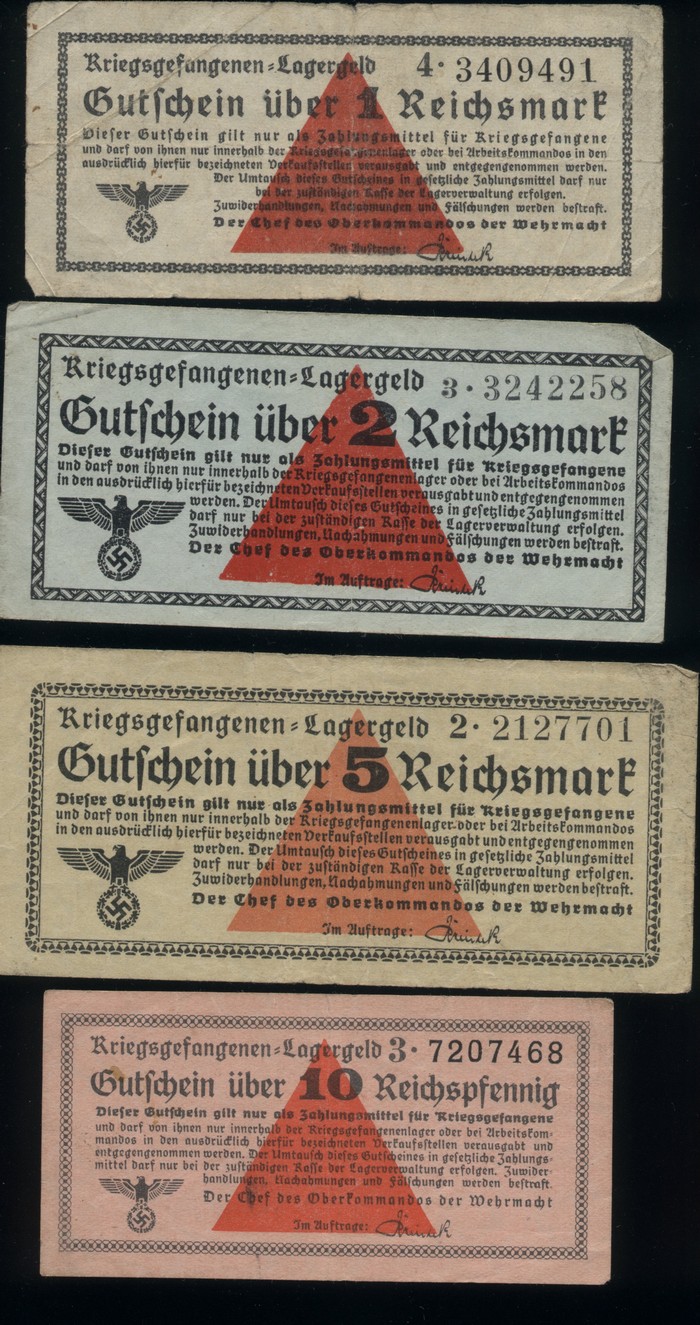 Kriegsgefangenen=Lagergeld 4· 3409491
Gutschein über 1 Reichsmark
Dieser Gutschein gilt nur als Zahlungsmittel für Kriegsgefangene
und darf von ihnen nur innerhalb der Kriegsgefangenenlager oder bei Arbeitskommandos in den
ausdrücklich hierfür bezeichneten Verkaufsstellen verausgabt und entgegengenommen werden.
Der Umtausch dieses Gutscheines in gesetzliche Zahlungsmittel darf nur
bei der zuständigen Kasse der Lagerverwaltung erfolgen.
Zuwiderhandlungen, Nachahmungen und Fälschungen werden bestraft.
Der Chef des Oberkommandos der Wehrmacht
Im Auftrage:
Kriegsgefangenen=Lagergeld 3· 3242258
Gutschein über 2 Reichsmark
Dieser Gutschein gilt nur als Zahlungsmittel für Kriegsgefangene
und darf von ihnen nur innerhalb der Kriegsgefangenenlager oder bei Arbeitskommandos
in den ausdrücklich hierfür bezeichneten Verkaufsstellen verausgabt und entgegengenommen
werden. Der Umtausch dieses Gutscheines in gesetzliche Zahlungsmittel
darf nur bei der zuständigen Kasse der Lagerverwaltung erfolgen.
Zuwiderhandlungen, Nachahmungen und Fälschungen werden bestraft.
Der Chef des Oberkommandos der Wehrmacht
Im Auftrage:
Kriegsgefangenen=Lagergeld 2· 2127701
Gutschein über 5 Reichsmark
Dieser Gutschein gilt nur als Zahlungsmittel für Kriegsgefangene
und darf von ihnen nur innerhalb der Kriegsgefangenenlager oder bei Arbeitskommandos
in den ausdrücklich hierfür bezeichneten Verkaufsstellen verausgabt und entgegengenommen
werden. Der Umtausch dieses Gutscheines in gesetzliche Zahlungsmittel
darf nur bei der zuständigen Kasse der Lagerverwaltung erfolgen.
Zuwiderhandlungen, Nachahmungen und Fälschungen werden bestraft.
Der Chef des Oberkommandos der Wehrmacht
Im Auftrage:
Kriegsgefangenen=Lagergeld 3· 7207468
Gutschein über 10 Reichspfennig
Dieser Gutschein gilt nur als Zahlungsmittel für Kriegsgefangene
und darf von ihnen nur innerhalb der Kriegsgefangenenlager oder bei Arbeitskom=
mandos in den ausdrücklich hierfür bezeichneten Verkaufsstellen verausgabt und
entgegengenommen werden. Der Umtausch dieses Gutscheines in gesetzliche Zahlungs=
mittel darf nur bei der zuständigen Kasse der Lagerverwaltung erfolgen. Zuwider=
handlungen, Nachahmungen und Fälschungen werden bestraft.
Der Chef des Oberkommandos der Wehrmacht
Im Auftrage: